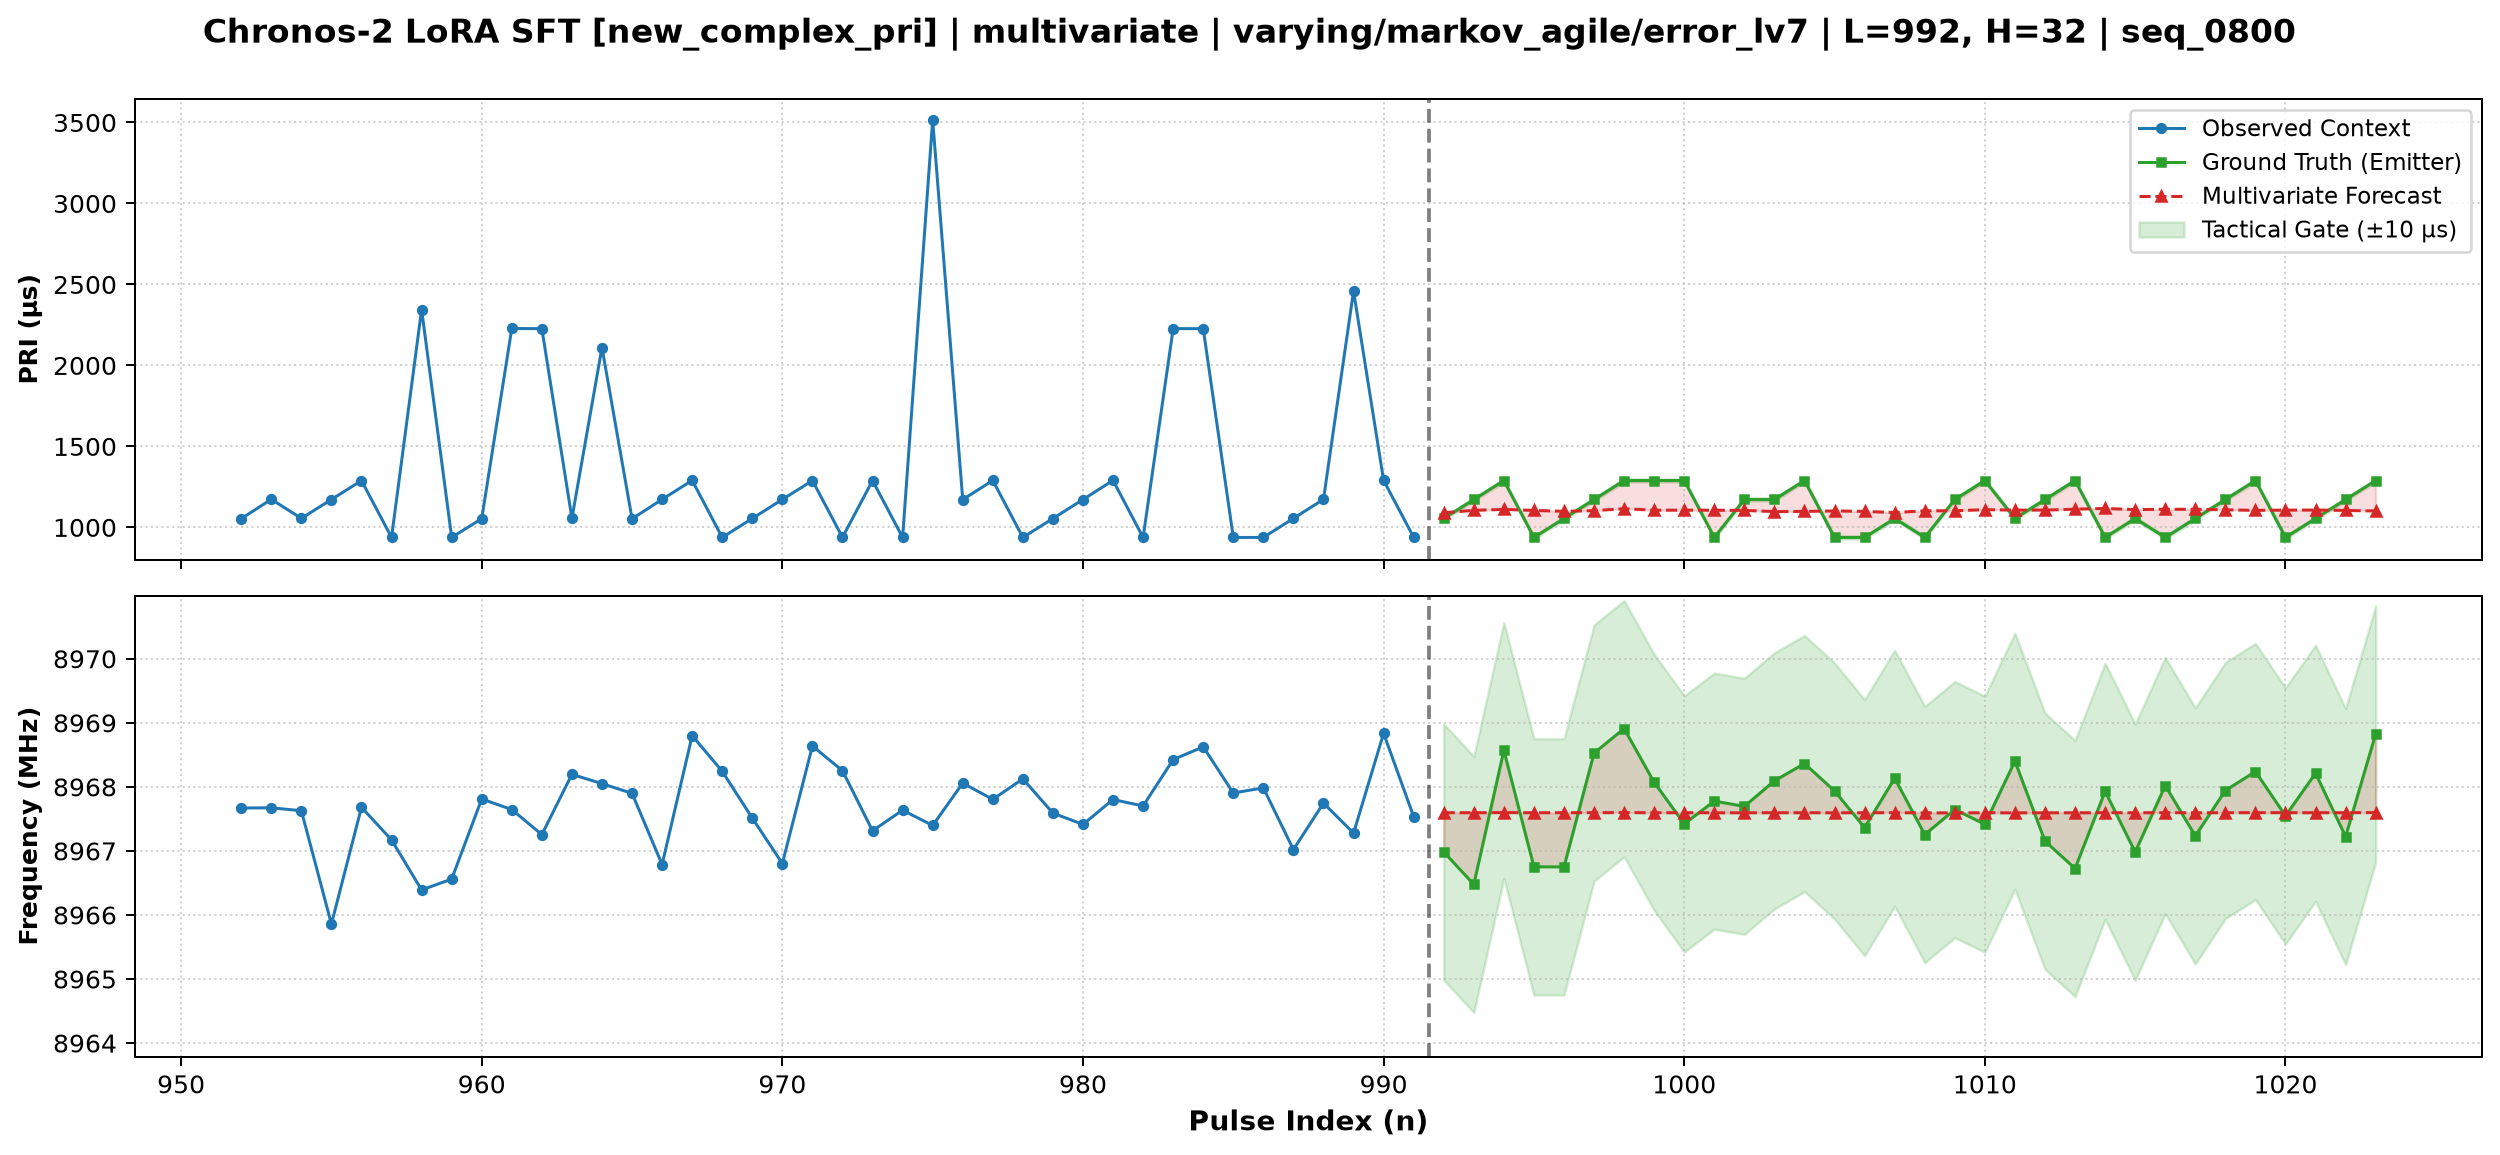 Chronos-2 LoRA SFT [new_complex_pri] | multivariate | varying/markov_agile/error_lv7 | L=992, H=32 | seq_0800
PRI (µs)
3500
3000
2500
2000
1500
1000
Observed Context
Ground Truth (Emitter)
Multivariate Forecast
Tactical Gate (±10 µs)
Frequency (MHz)
8970
8969
8968
8967
8966
8965
8964
950 960 970 980 990 1000 1010 1020
Pulse Index (n)